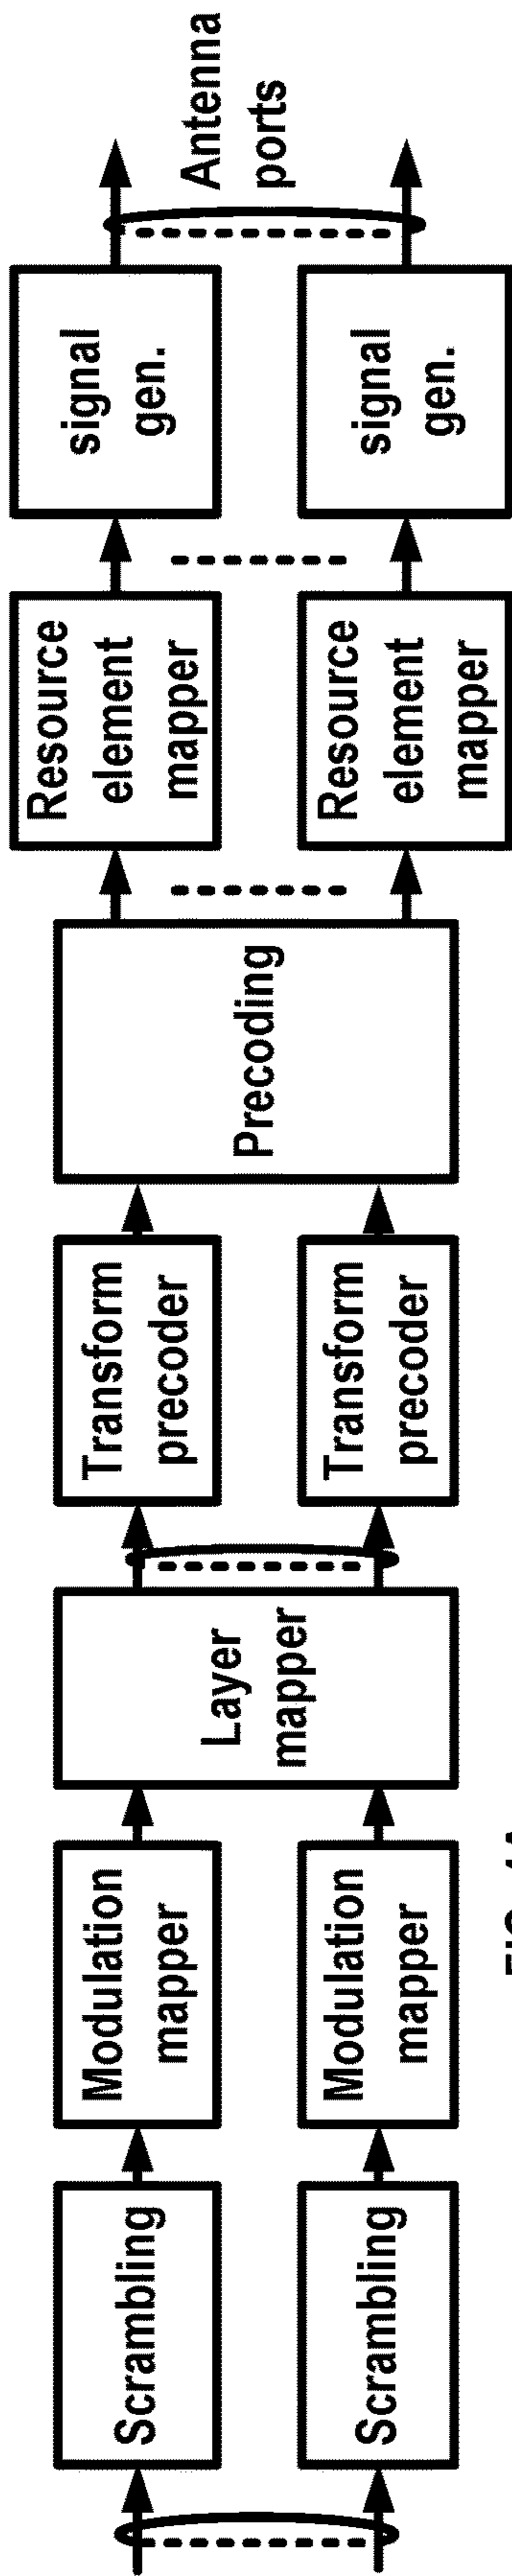 Scrambling
Scrambling
Modulation
mapper
Modulation
mapper
Layer
mapper
Transform
precoder
Transform
precoder
Precoding
Resource
element
mapper
Resource
element
mapper
signal
gen.
signal
gen.
Antenna
ports